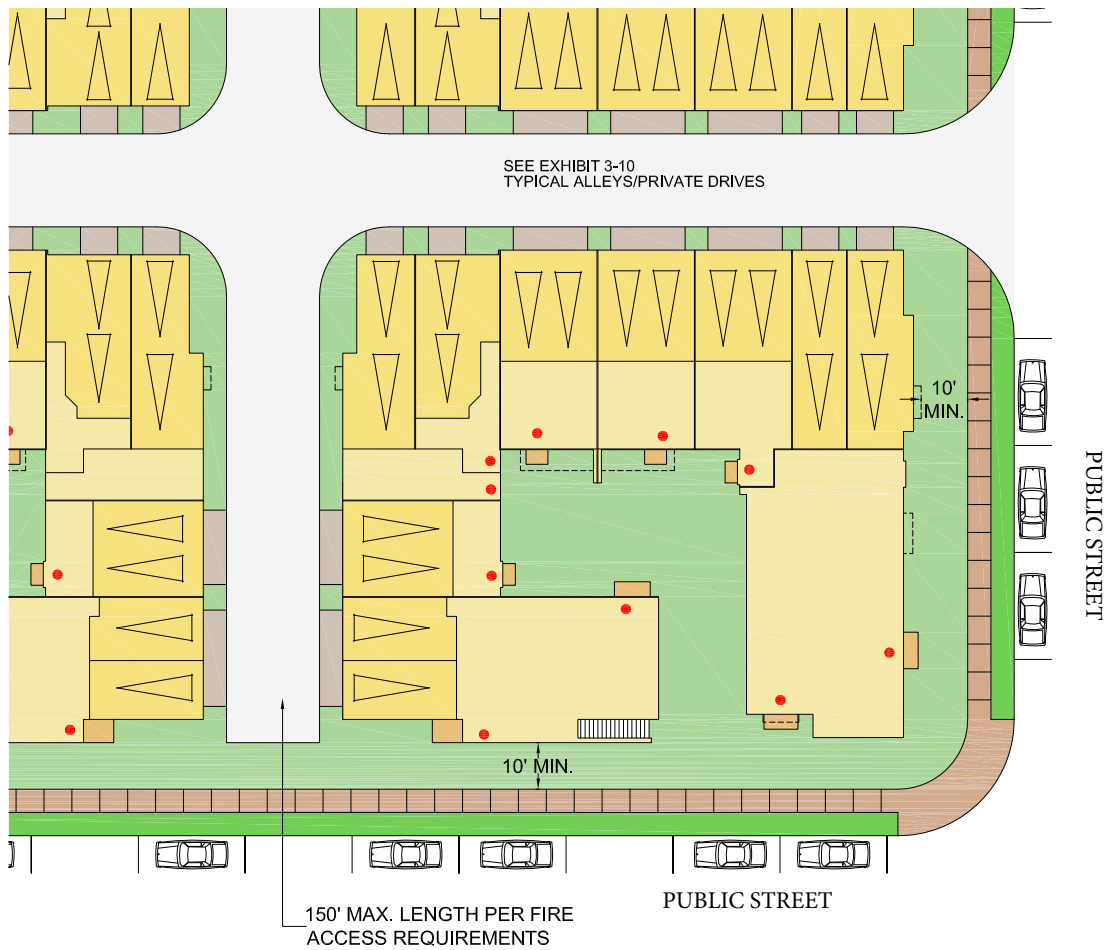 SEE EXHIBIT 3-10
TYPICAL ALLEYS/PRIVATE DRIVES
10'
MIN.
PUBLIC STREET
10' MIN.
PUBLIC STREET
150' MAX. LENGTH PER FIRE
ACCESS REQUIREMENTS